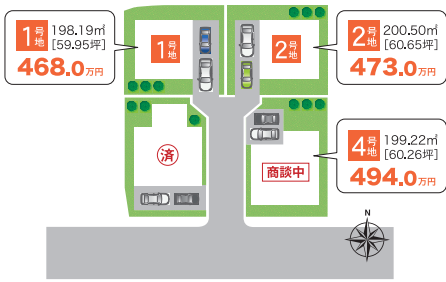 1号地 198.19㎡
[59.95坪]
468.0万円
1号地
2号地
2号地 200.50㎡
[60.65坪]
473.0万円
済
商談中
4号地 199.22㎡
[60.26坪]
494.0万円
N